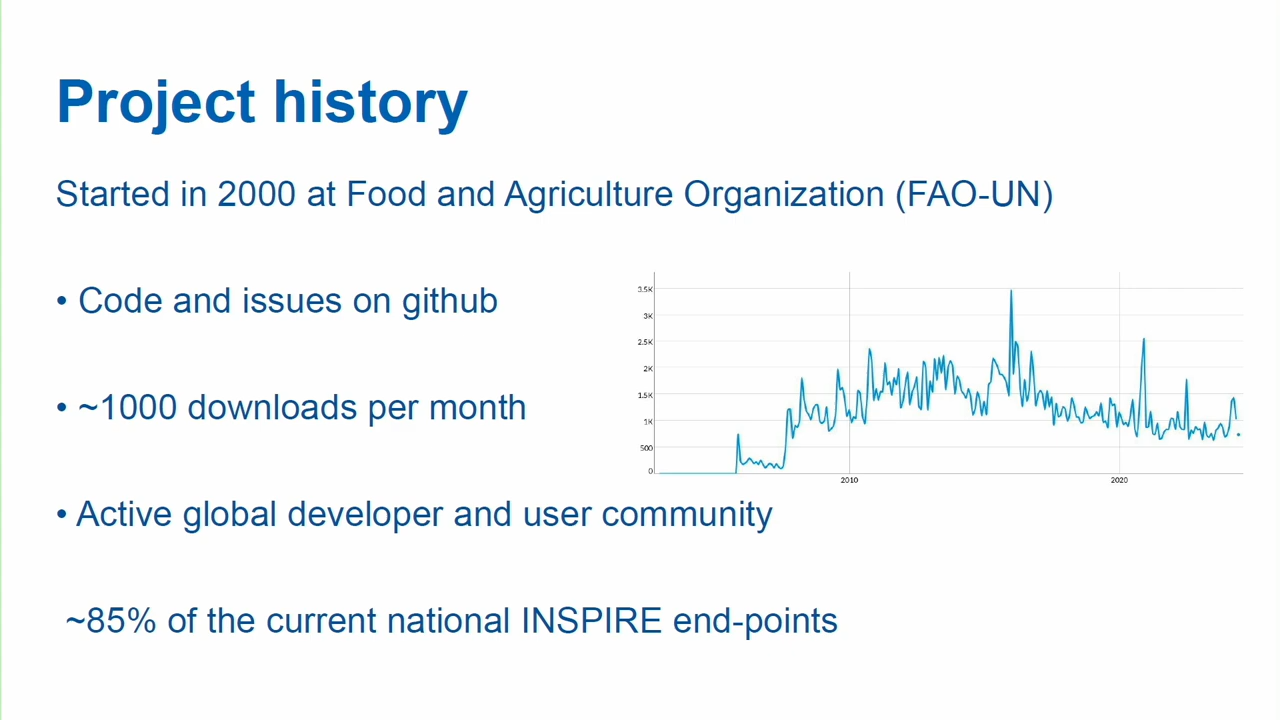 Project history
Started in 2000 at Food and Agriculture Organization (FAO-UN)
• Code and issues on github
• ~1000 downloads per month
• Active global developer and user community
~85% of the current national INSPIRE end-points
3.5K
3K
2.5K
2K
1.5K
1K
500
0
2010
2020